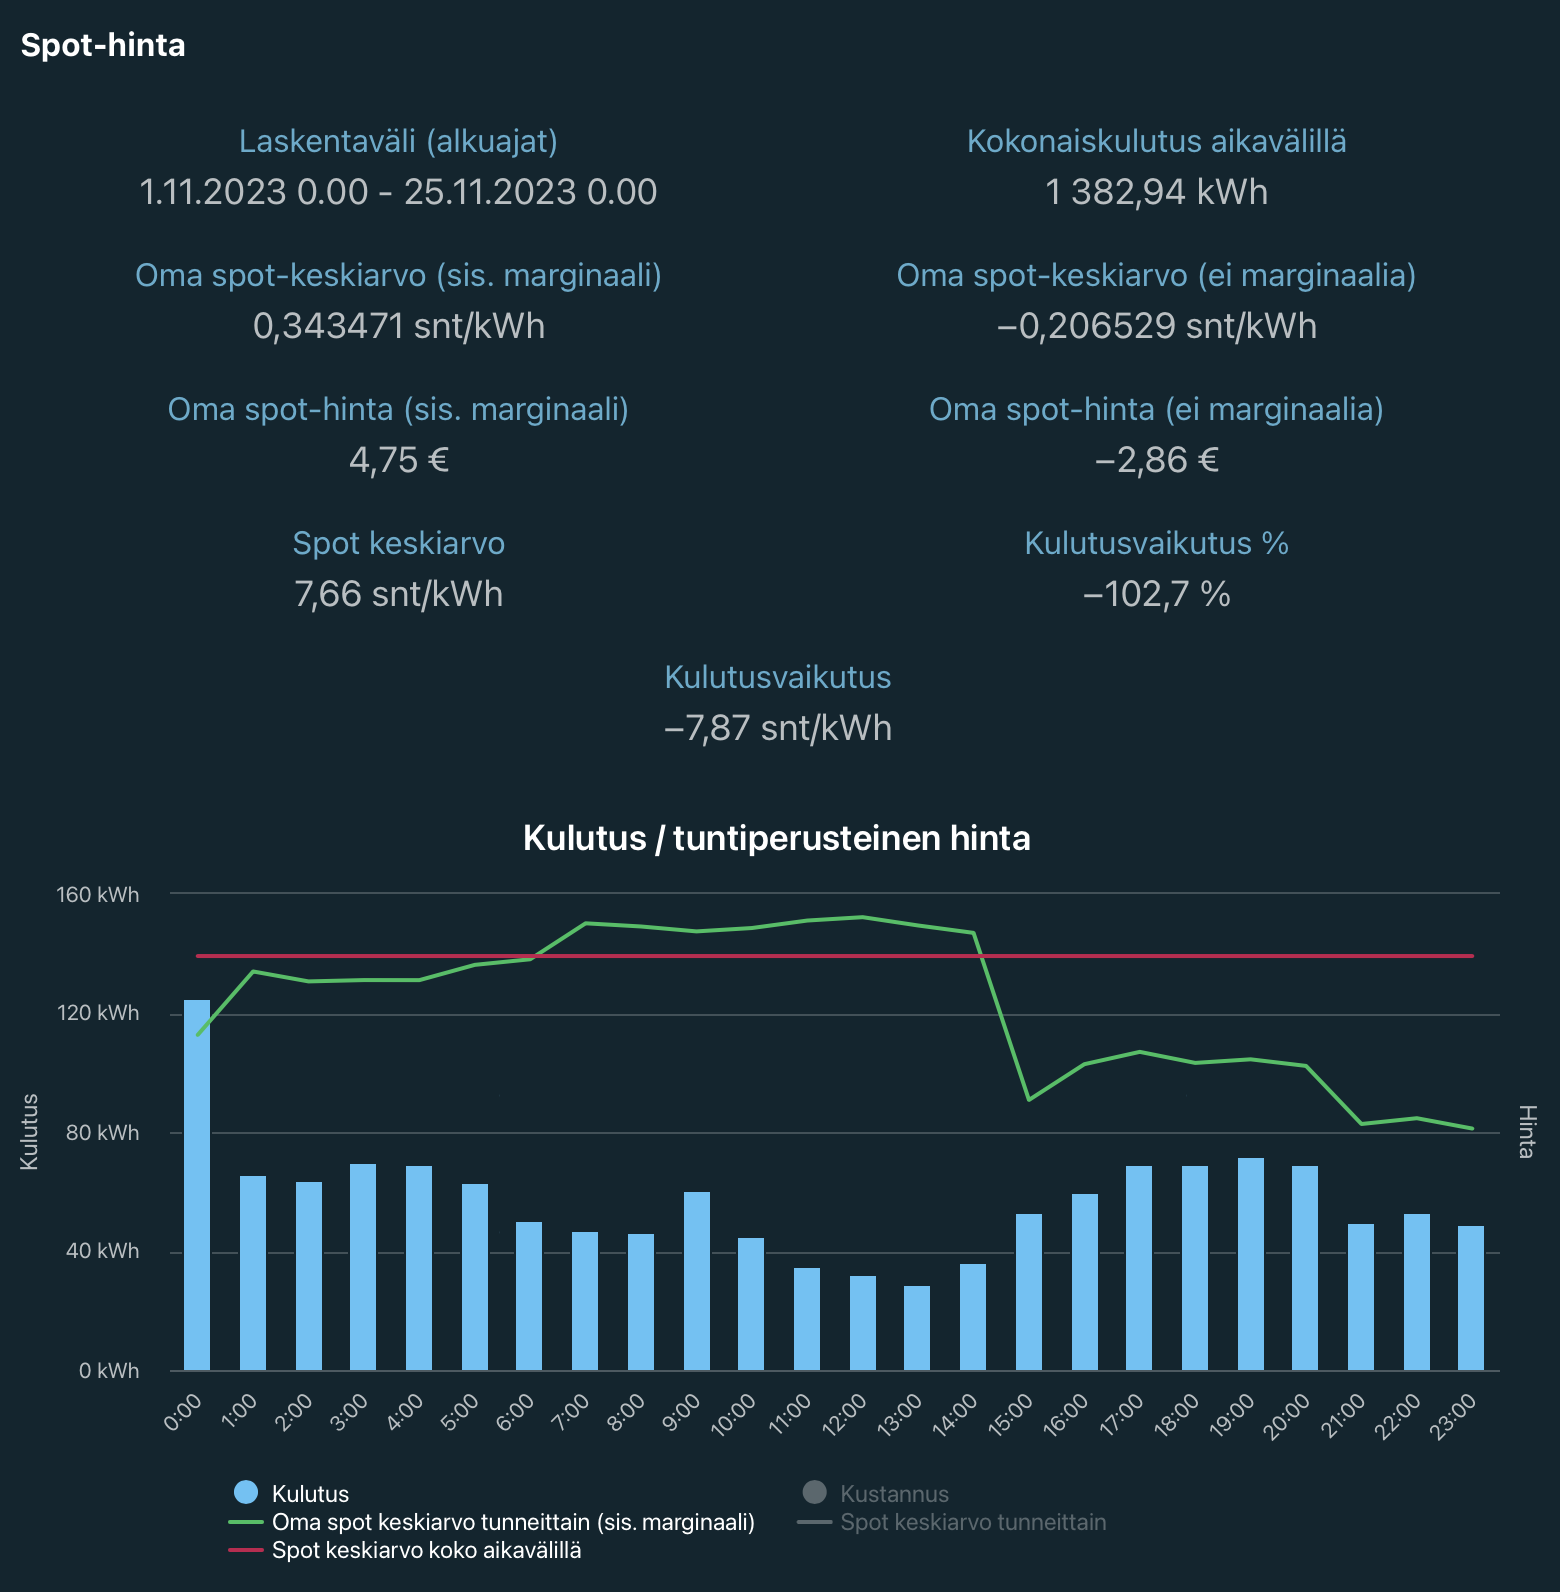 Spot-hinta
Laskentaväli (alkuajat)
1.11.2023 0.00 - 25.11.2023 0.00
Kokonaiskulutus aikavälillä
1 382,94 kWh
Oma spot-keskiarvo (sis. marginaali)
0,343471 snt/kWh
Oma spot-keskiarvo (ei marginaalia)
−0,206529 snt/kWh
Oma spot-hinta (sis. marginaali)
4,75 €
Oma spot-hinta (ei marginaalia)
−2,86 €
Spot keskiarvo
7,66 snt/kWh
Kulutusvaikutus %
−102,7 %
Kulutusvaikutus
−7,87 snt/kWh
Kulutus / tuntiperusteinen hinta
160 kWh
120 kWh
80 kWh
40 kWh
0 kWh
Kulutus
Hinta
0:00
1:00
2:00
3:00
4:00
5:00
6:00
7:00
8:00
9:00
10:00
11:00
12:00
13:00
14:00
15:00
16:00
17:00
18:00
19:00
20:00
21:00
22:00
23:00
Kulutus
Kustannus
Oma spot keskiarvo tunneittain (sis. marginaali)
Spot keskiarvo tunneittain
Spot keskiarvo koko aikavälillä